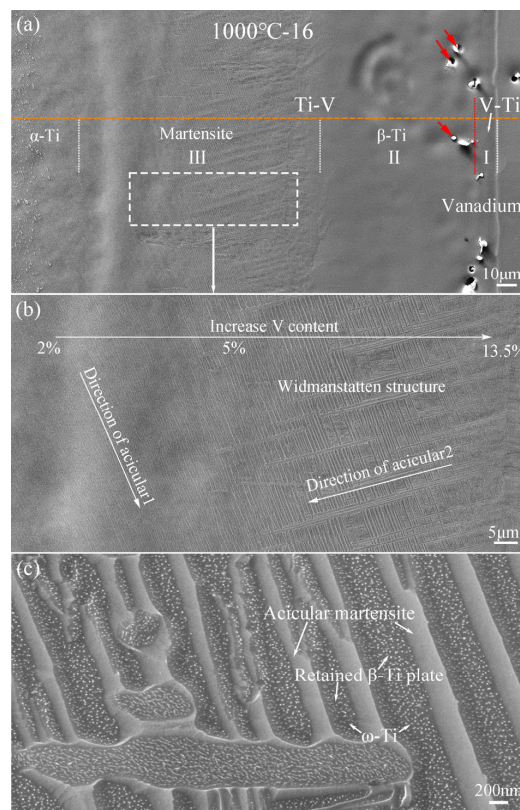 (a)
1000°C-16
Ti-V
V-Ti
α-Ti
Martensite
β-Ti
III
II
I
Vanadium
10μm
(b)
Increase V content
2%
5%
13.5%
Direction of acicular1
Widmanstatten structure
Direction of acicular2
5μm
(c)
Acicular martensite
Retained β-Ti plate
ω-Ti
200nm